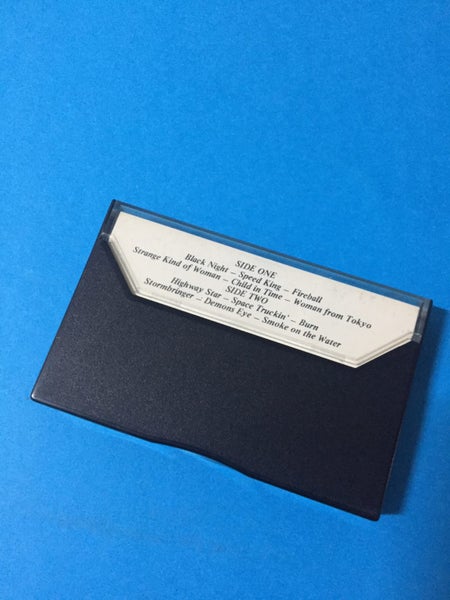 SIDE ONE
Black Night – Speed King – Fireball
Strange Kind of Woman – Child in Time – Woman from Tokyo
SIDE TWO
Highway Star – Space Truckin' – Burn
Stormbringer – Demons Eye – Smoke on the Water